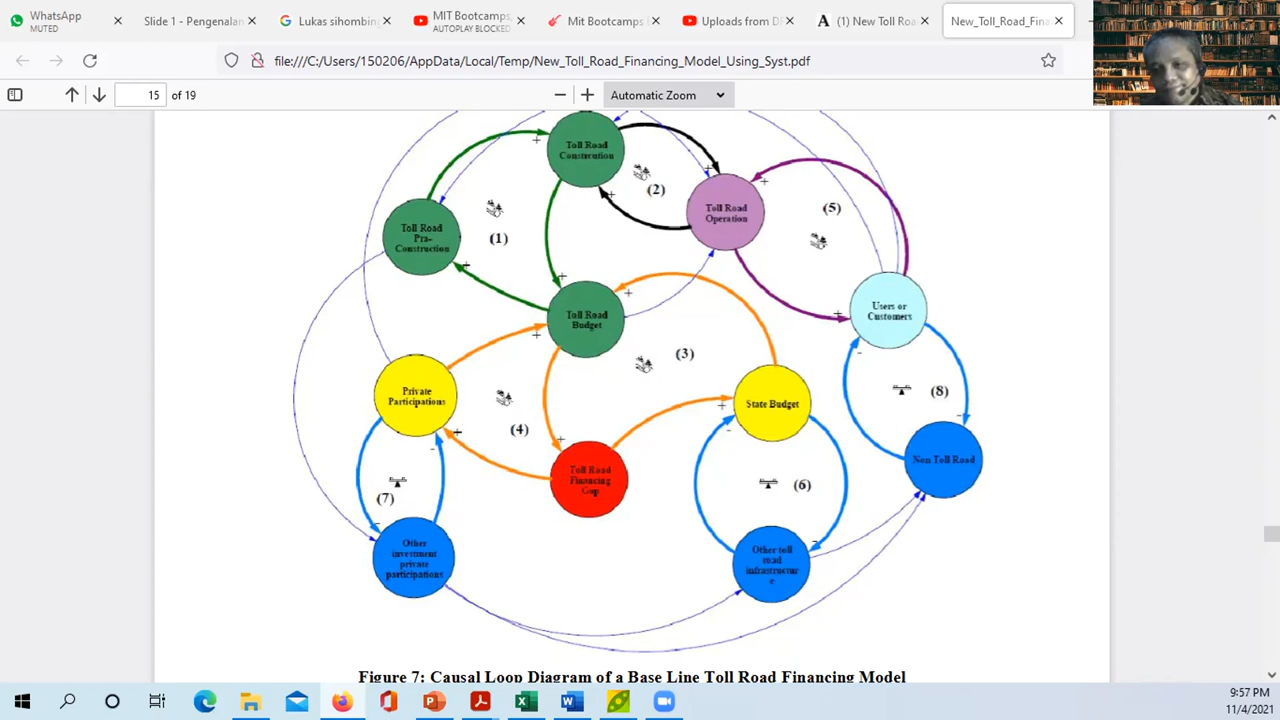 WhatsApp
MUTED
Slide 1 - Pengenalan
Lukas sihombing
MIT Bootcamps,
AUTOPLAY BLOCKED
Mit Bootcamps
Uploads from D
(1) New Toll Roa
New_Toll_Road_Fina
file:///C:/Users/150206/AppData/Local/Temp/New_Toll_Road_Financing_Model_Using_Syst.pdf
15
of 19
Automatic Zoom
Toll Road
Construction
(2)
Toll Road
Operation
(5)
Toll Road
Pra-
Construction
(1)
Users or
Customers
Toll Road
Budget
(3)
Private
Participations
(4)
State Budget
(8)
Non Toll Road
Toll Road
Financing
Gap
(6)
(7)
Other
investment
private
participations
Other toll
road
infrastructur
e
Figure 7: Causal Loop Diagram of a Base Line Toll Road Financing Model
9:57 PM
11/4/2021